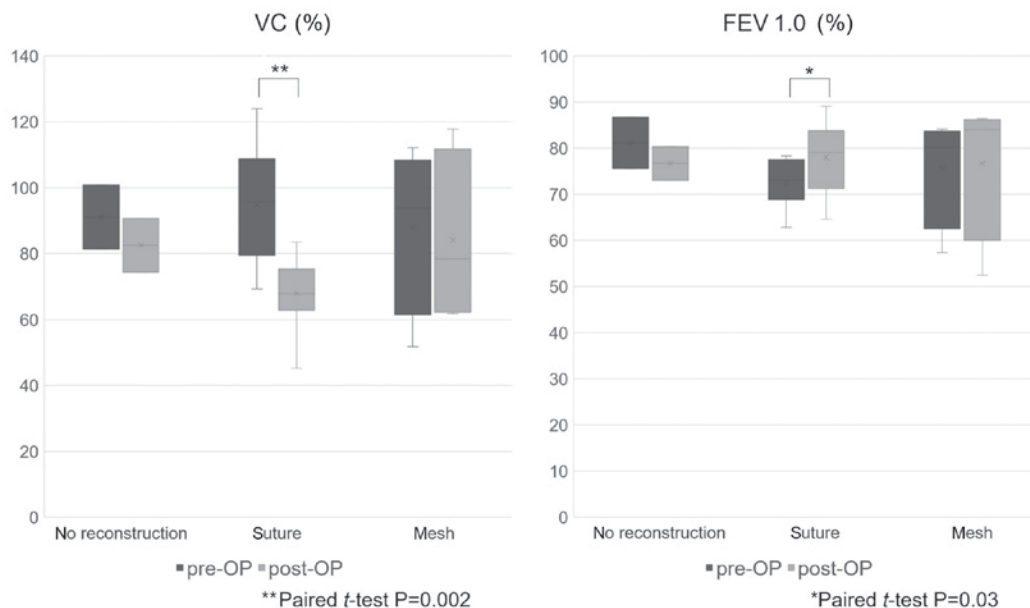 VC (%)
140
120
100
80
60
40
20
0
**
No reconstruction
Suture
Mesh
pre-OP post-OP
**Paired t-test P=0.002
FEV 1.0 (%)
100
90
80
70
60
50
40
30
20
10
0
*
No reconstruction
Suture
Mesh
pre-OP post-OP
*Paired t-test P=0.03